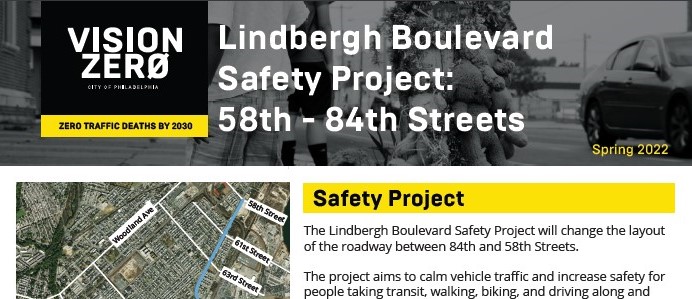 VISION
ZERØ
CITY OF PHILADELPHIA
ZERO TRAFFIC DEATHS BY 2030
Lindbergh Boulevard
Safety Project:
58th - 84th Streets
Spring 2022
Woodland Ave
58th Street
61st Street
63rd Street
Safety Project
The Lindbergh Boulevard Safety Project will change the layout
of the roadway between 84th and 58th Streets.
The project aims to calm vehicle traffic and increase safety for
people taking transit, walking, biking, and driving along and